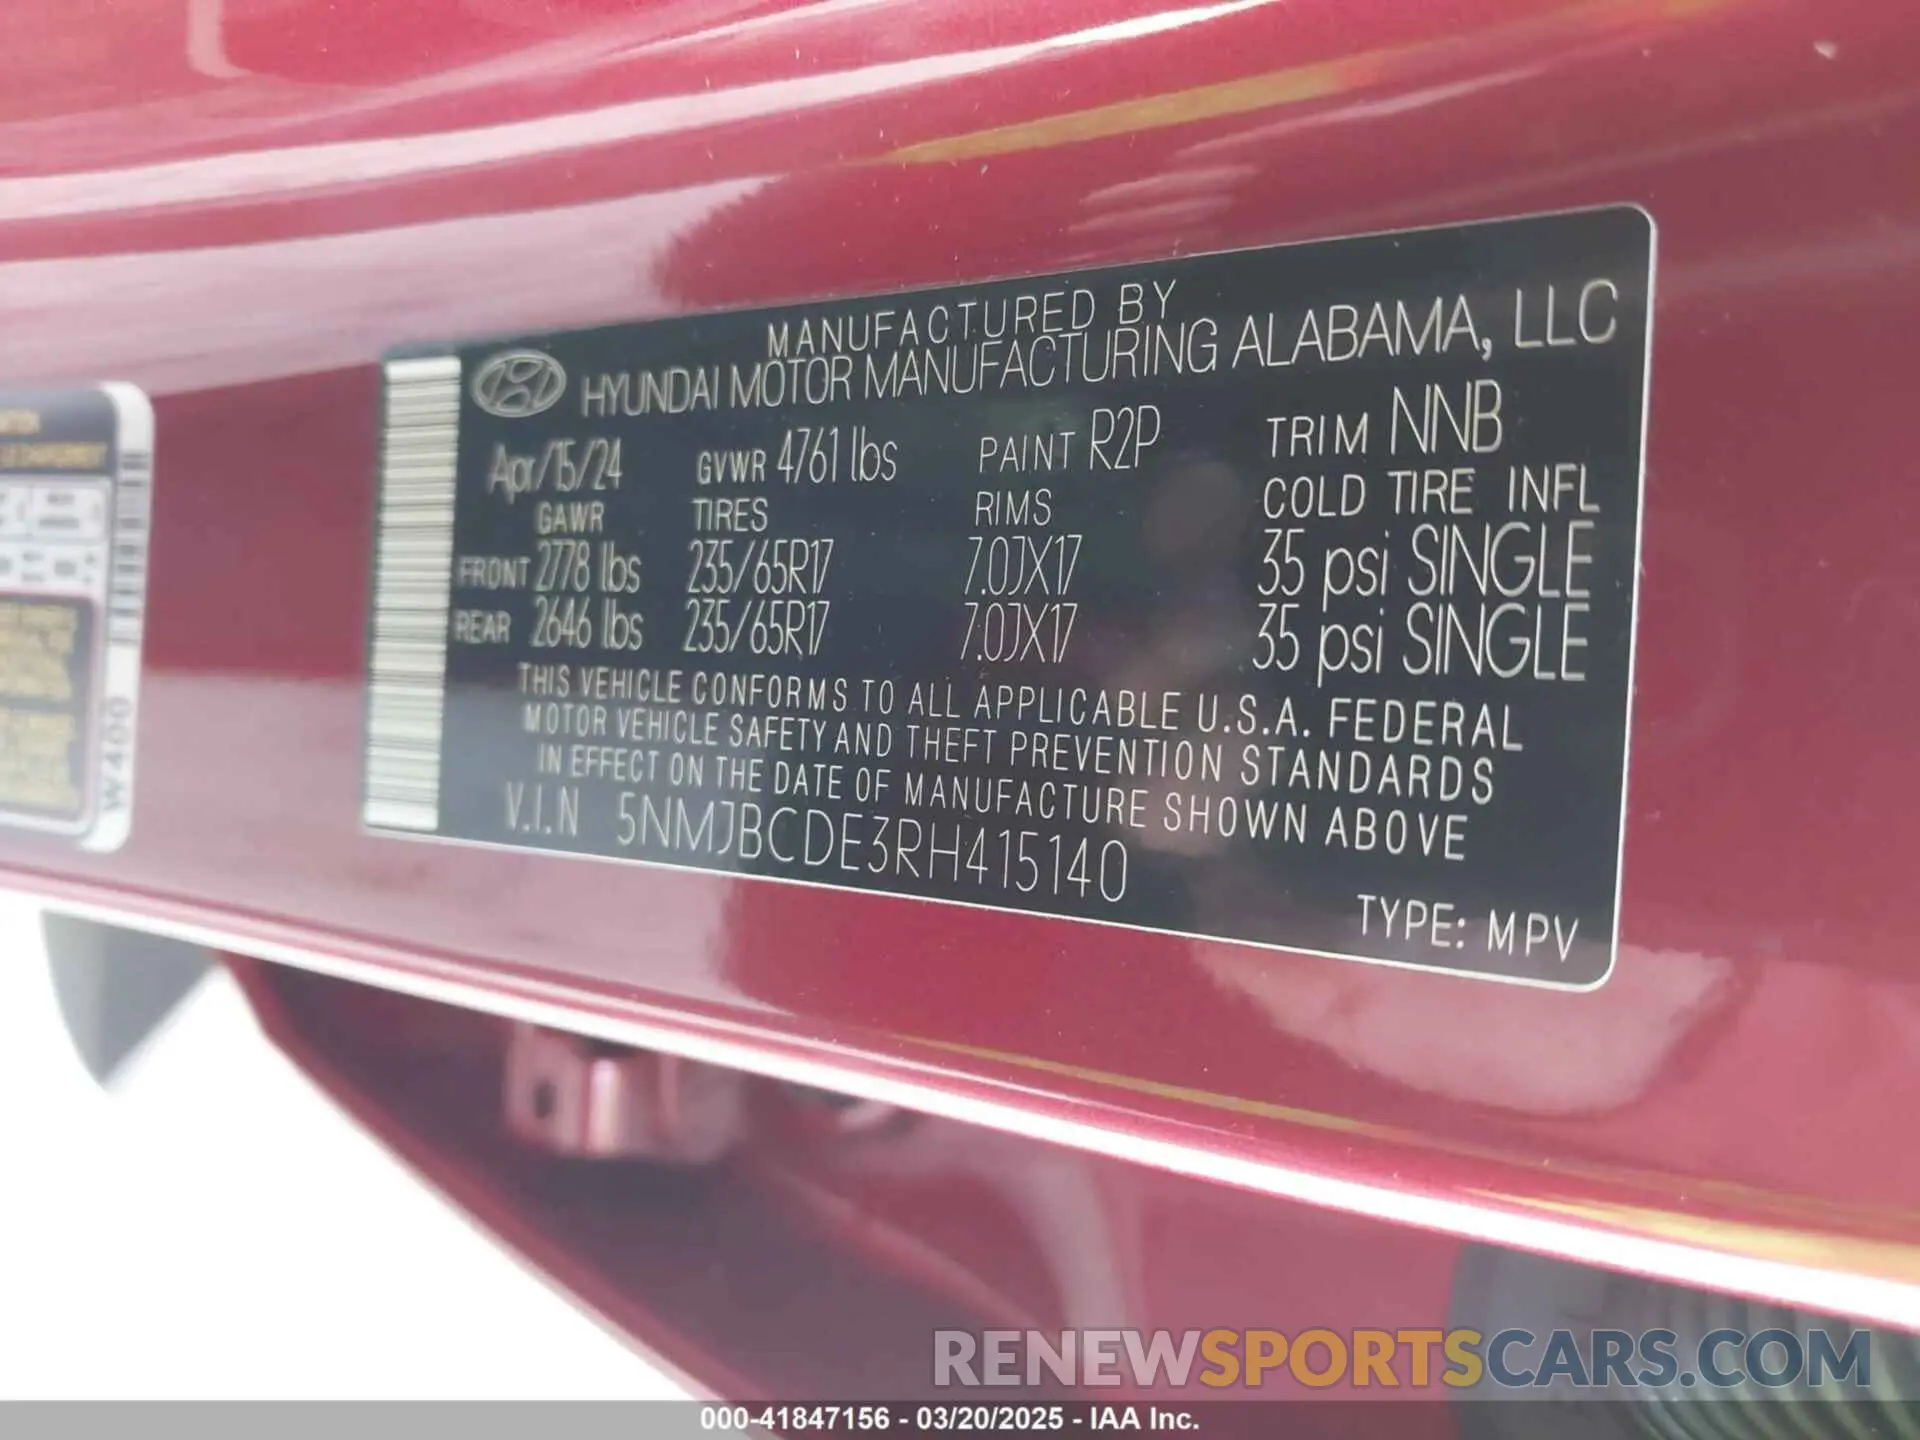 MANUFACTURED BY
HYUNDAI MOTOR MANUFACTURING ALABAMA, LLC
Apr/15/24 GVWR 4761 lbs PAINT R2P TRIM NNB
GAWR TIRES RIMS COLD TIRE INFL
FRONT 2778 lbs 235/65R17 7.0JX17 35 psi SINGLE
REAR 2646 lbs 235/65R17 7.0JX17 35 psi SINGLE
THIS VEHICLE CONFORMS TO ALL APPLICABLE U.S.A. FEDERAL
MOTOR VEHICLE SAFETY AND THEFT PREVENTION STANDARDS
IN EFFECT ON THE DATE OF MANUFACTURE SHOWN ABOVE
V.I.N 5NMJBCDE3RH415140
TYPE: MPV
W400
RENEWSPORTSCARS.COM
000-41847156 - 03/20/2025 - IAA Inc.